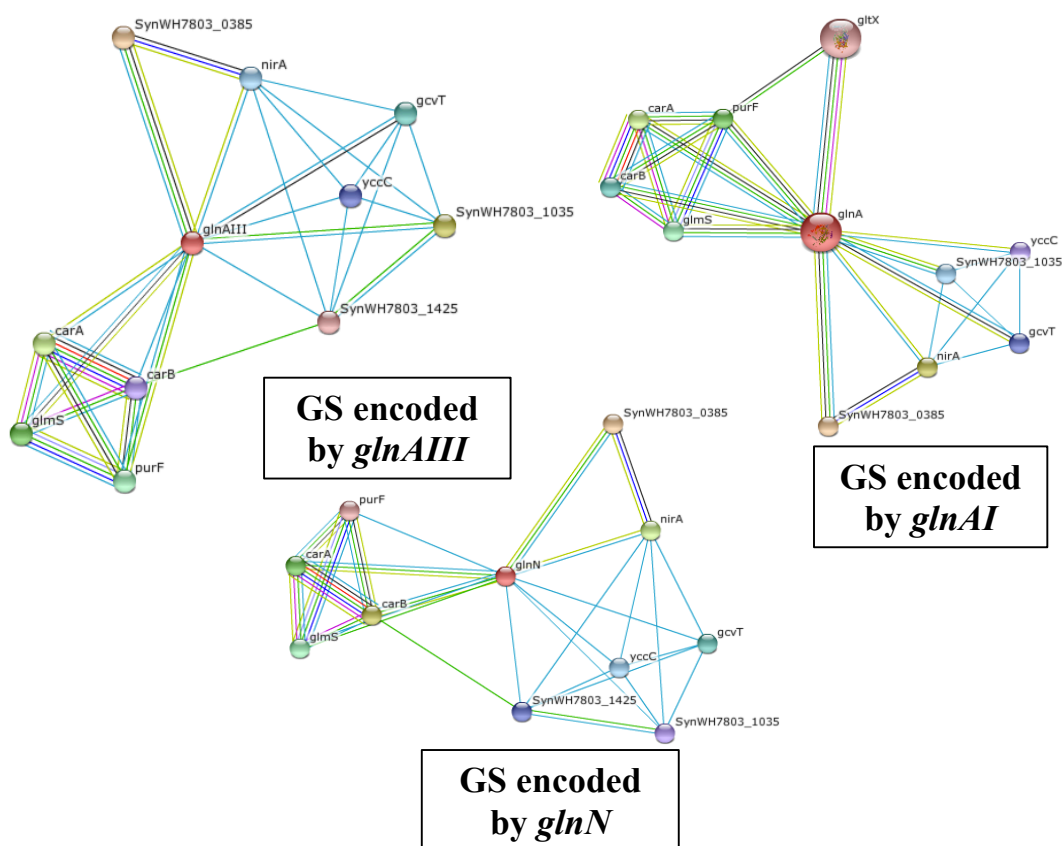 SynWH7803_0385
nirA
gcvT
yccC
SynWH7803_1035
glnAIII
SynWH7803_1425
carA
carB
glmS
purF
GS encoded
by glnAIII
gltX
carA
purF
carB
glmS
glnA
yccC
SynWH7803_1035
gcvT
nirA
SynWH7803_0385
GS encoded
by glnAI
SynWH7803_0385
purF
nirA
carA
glnN
carB
glmS
gcvT
yccC
SynWH7803_1425
SynWH7803_1035
GS encoded
by glnN